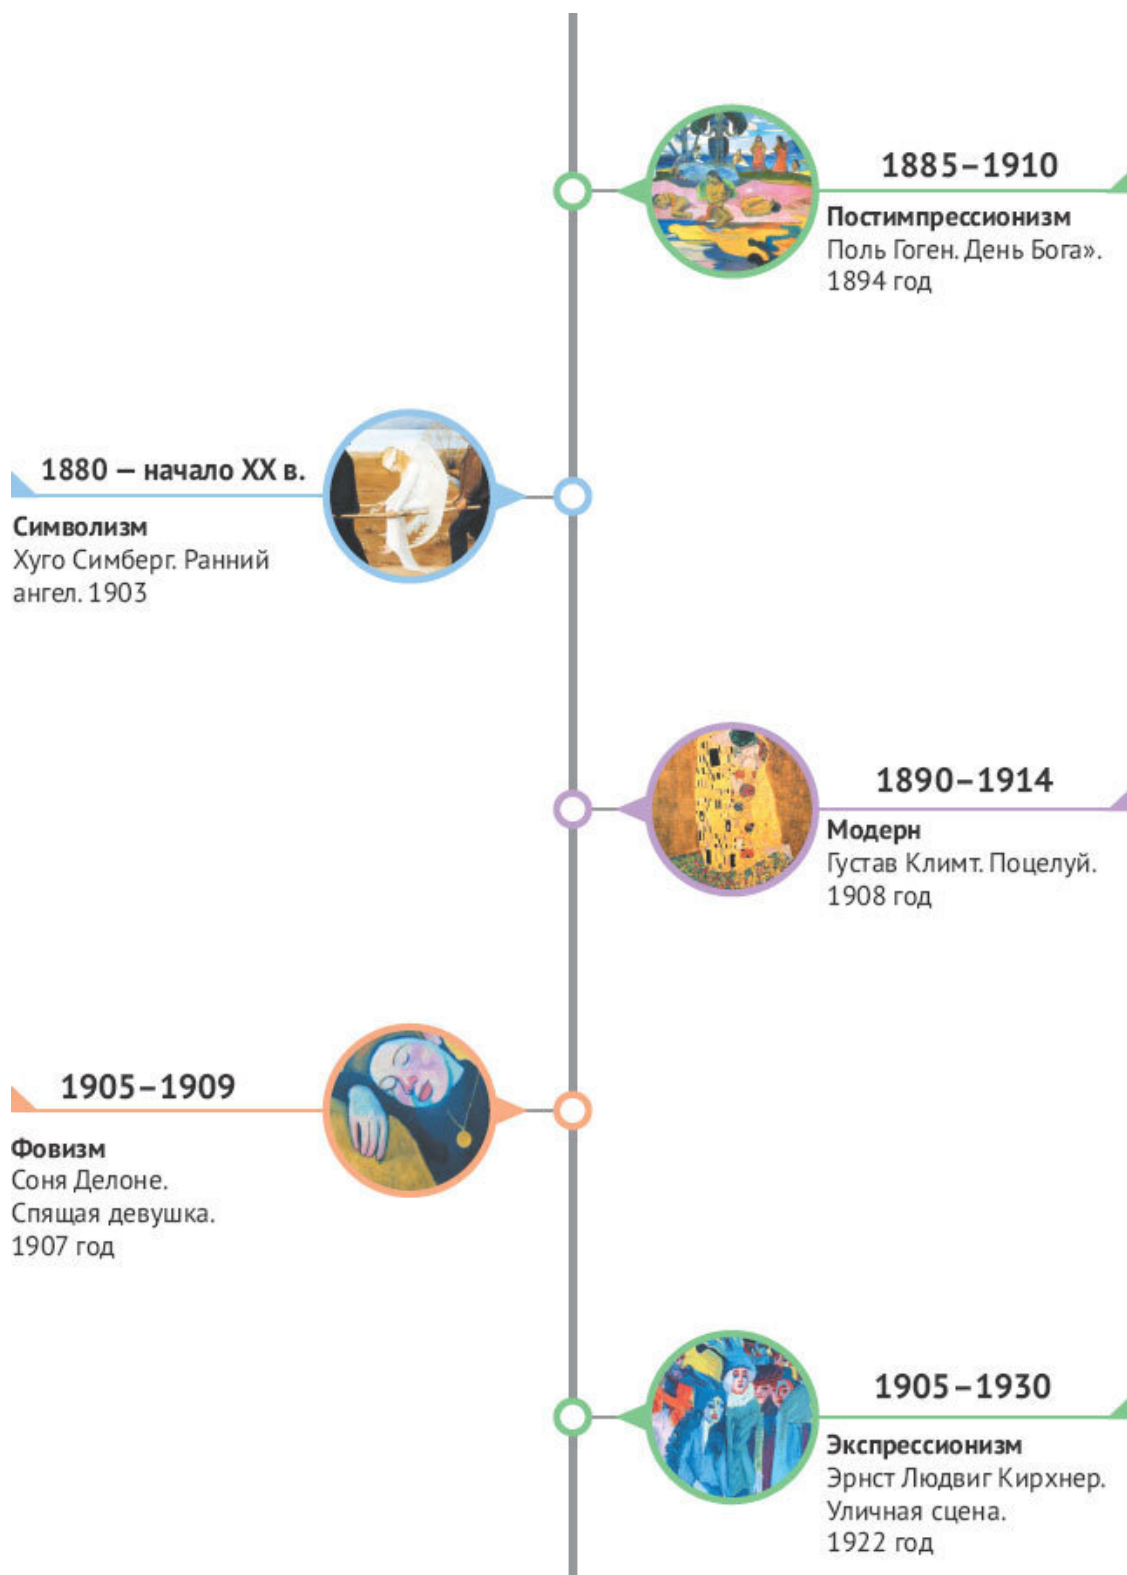 1885–1910
Постимпрессионизм
Поль Гоген. День Бога».
1894 год
1880 — начало XX в.
Символизм
Хуго Симберг. Ранний
ангел. 1903
1890–1914
Модерн
Густав Климт. Поцелуй.
1908 год
1905–1909
Фовизм
Соня Делоне.
Спящая девушка.
1907 год
1905–1930
Экспрессионизм
Эрнст Людвиг Кирхнер.
Уличная сцена.
1922 год